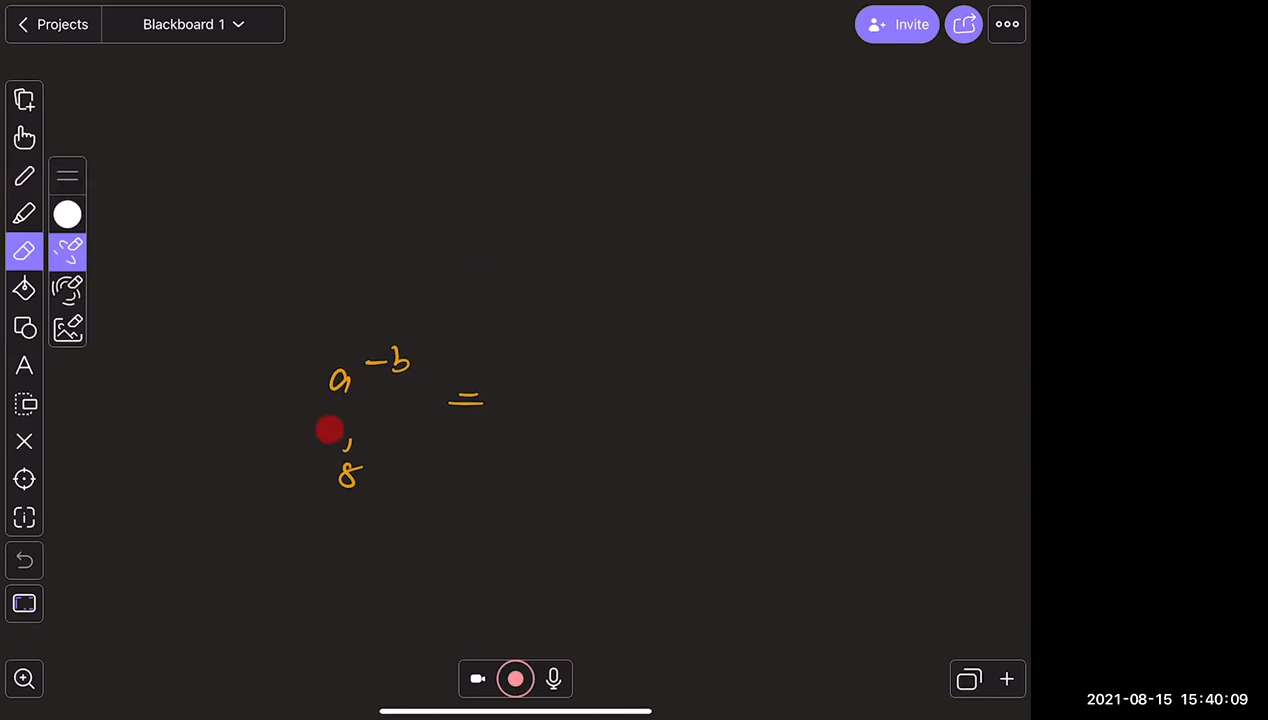 Projects
Blackboard 1
Invite
a^-b =
,
8
A
2021-08-15 15:40:09